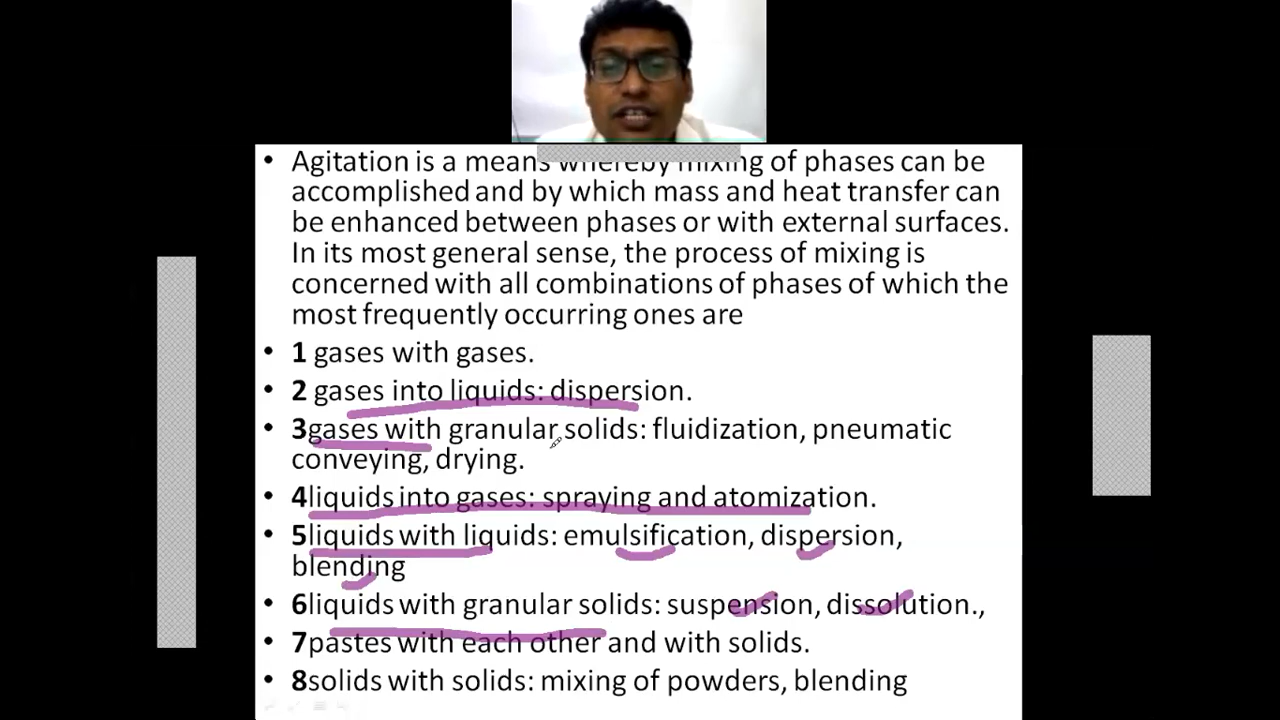 • Agitation is a means whereby mixing of phases can be
accomplished and by which mass and heat transfer can
be enhanced between phases or with external surfaces.
In its most general sense, the process of mixing is
concerned with all combinations of phases of which the
most frequently occurring ones are
• 1 gases with gases.
• 2 gases into liquids: dispersion.
• 3gases with granular solids: fluidization, pneumatic
conveying, drying.
• 4liquids into gases: spraying and atomization.
• 5liquids with liquids: emulsification, dispersion,
blending
• 6liquids with granular solids: suspension, dissolution.,
• 7pastes with each other and with solids.
• 8solids with solids: mixing of powders, blending